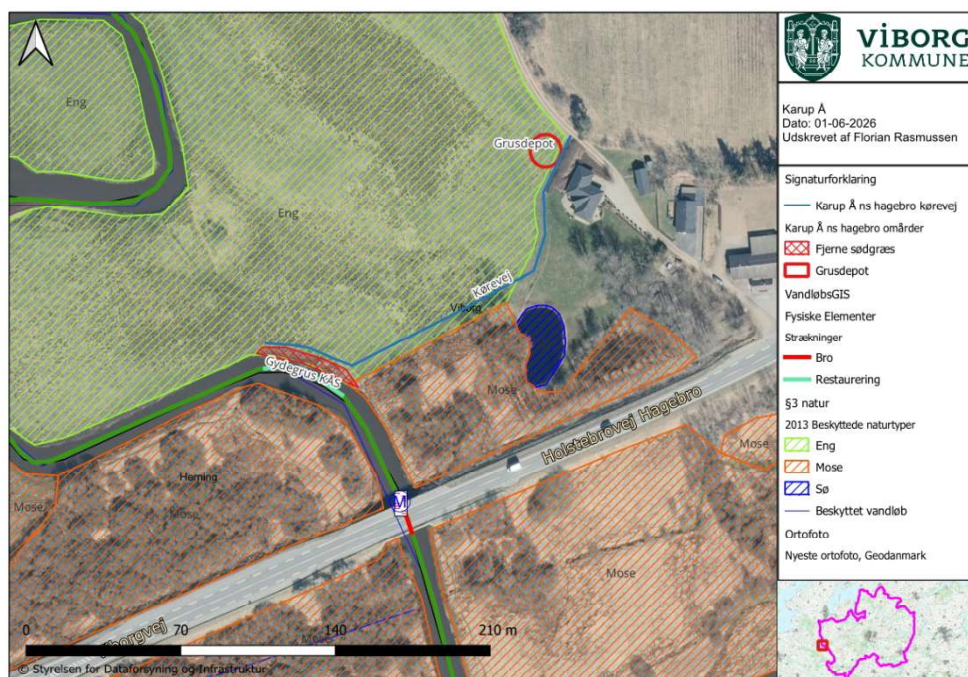 VIBORG
KOMMUNE
Karup Å
Dato: 01-06-2026
Udskrevet af Florian Rasmussen
Signaturforklaring
Karup Å ns hagebro kørevej
Karup Å ns hagebro omårder
Fjerne sødgræs
Grusdepot
VandløbsGIS
Fysiske Elementer
Strækninger
Bro
Restaurering
§3 natur
2013 Beskyttede naturtyper
Eng
Mose
Sø
Beskyttet vandløb
Ortofoto
Nyeste ortofoto, Geodanmark
Eng
Grusdepot
Eng
Kørevej
Viborg
Gydegrus KÅS
Mose
Holstebrovej Hagebro
Mose
Herning
Mose
Mose
M
Mose
Viborgvej
Mose
0 70 140 210 m
© Styrelsen for Dataforsyning og Infrastruktur